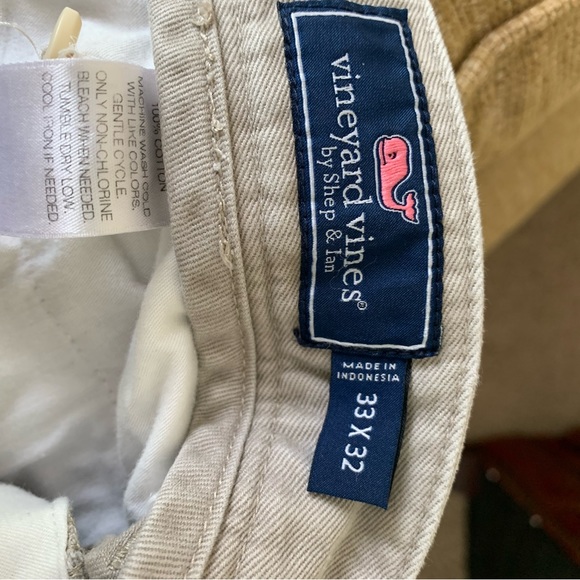 vineyard vines®
by Shep & Ian
MADE IN
INDONESIA
33 X 32
100% COTTON
MACHINE WASH COLD
WITH LIKE COLORS,
GENTLE CYCLE.
ONLY NON-CHLORINE
BLEACH WHEN NEEDED.
TUMBLE DRY LOW.
COOL IRON IF NEEDED.